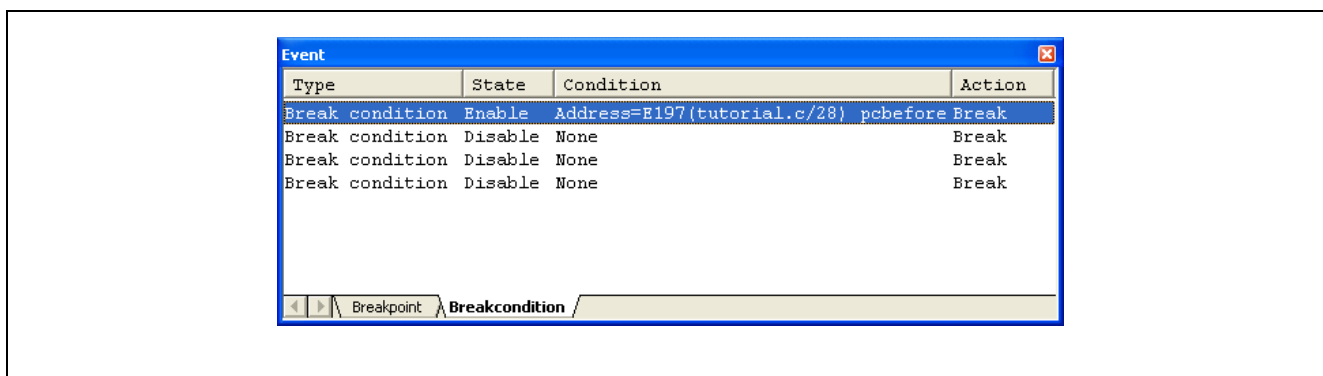 Event
Type State Condition Action
Break condition Enable Address=E197(tutorial.c/28) pcbefore Break
Break condition Disable None Break
Break condition Disable None Break
Break condition Disable None Break
Breakpoint Breakcondition